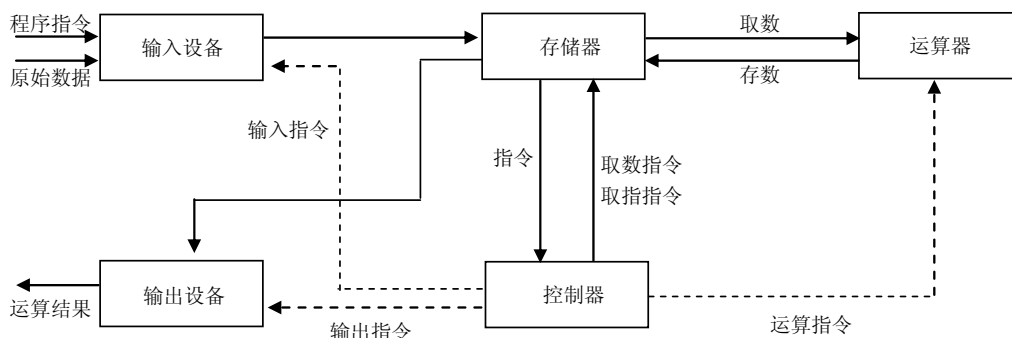 程序指令
原始数据
输入设备
存储器
取数
存数
运算器
输入指令
指令
取数指令
取指指令
输出设备
运算结果
控制器
输出指令
运算指令